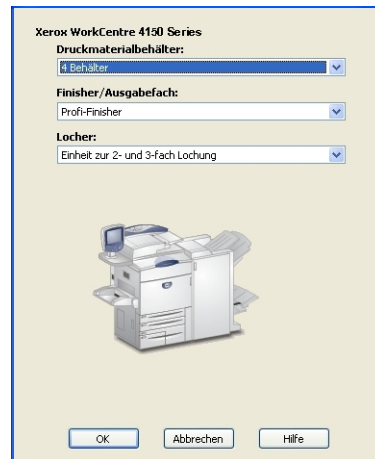 Xerox WorkCentre 4150 Series
Druckmaterialbehälter:
4 Behälter
Finisher/Ausgabefach:
Profi-Finisher
Locher:
Einheit zur 2- und 3-fach Lochung
OK
Abbrechen
Hilfe